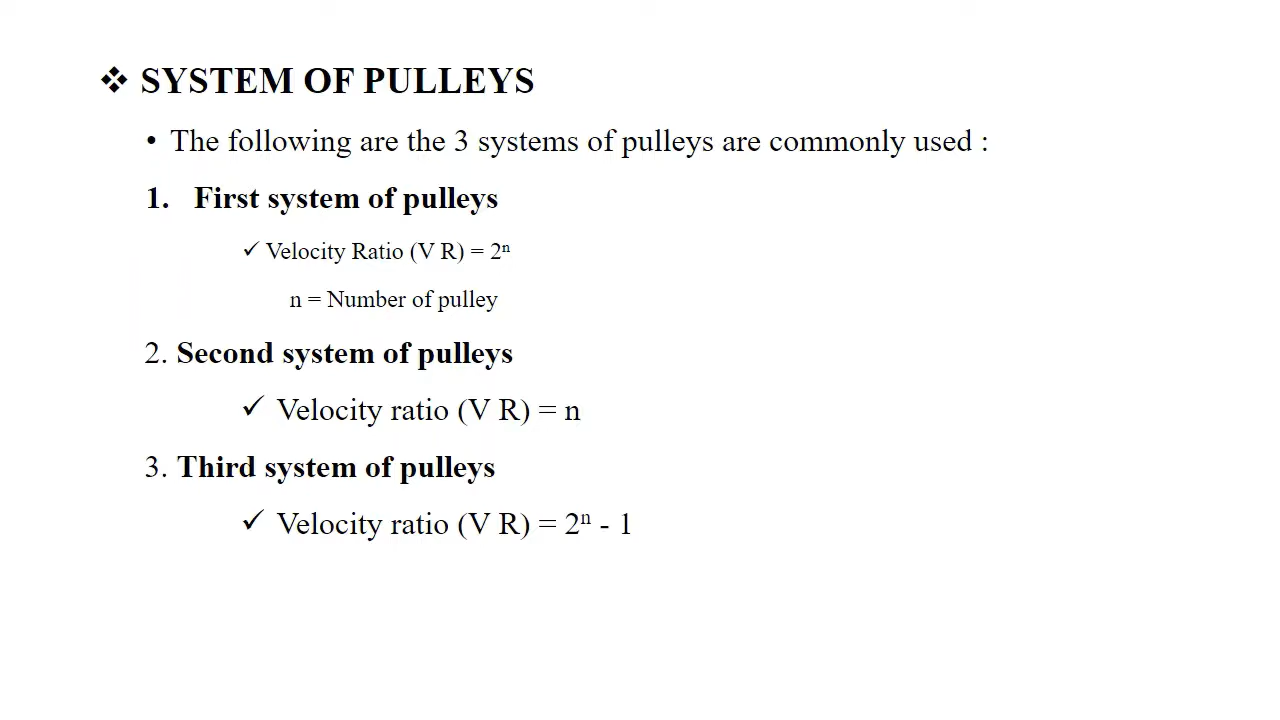 ❖ SYSTEM OF PULLEYS
• The following are the 3 systems of pulleys are commonly used :
1. First system of pulleys
✓ Velocity Ratio (V R) = 2ⁿ
n = Number of pulley
2. Second system of pulleys
✓ Velocity ratio (V R) = n
3. Third system of pulleys
✓ Velocity ratio (V R) = 2ⁿ - 1